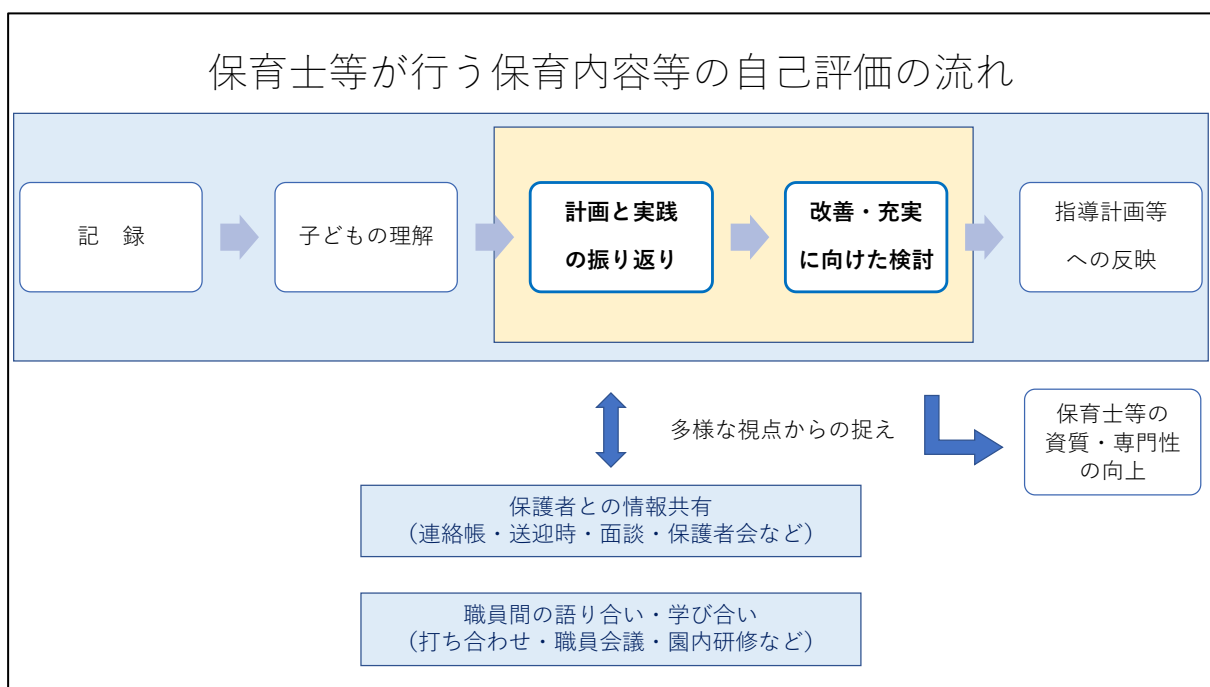 保育士等が行う保育内容等の自己評価の流れ
記　録
子どもの理解
計画と実践
の振り返り
改善・充実
に向けた検討
指導計画等
への反映
多様な視点からの捉え
保育士等の
資質・専門性
の向上
保護者との情報共有
（連絡帳・送迎時・面談・保護者会など）
職員間の語り合い・学び合い
（打ち合わせ・職員会議・園内研修など）